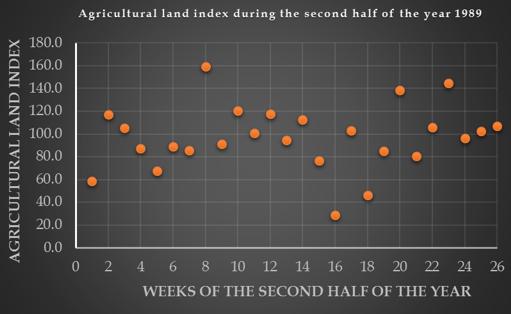 Agricultural land index during the second half of the year 1989
AGRICULTURAL LAND INDEX
180.0
160.0
140.0
120.0
100.0
80.0
60.0
40.0
20.0
0.0
0 2 4 6 8 10 12 14 16 18 20 22 24 26
WEEKS OF THE SECOND HALF OF THE YEAR